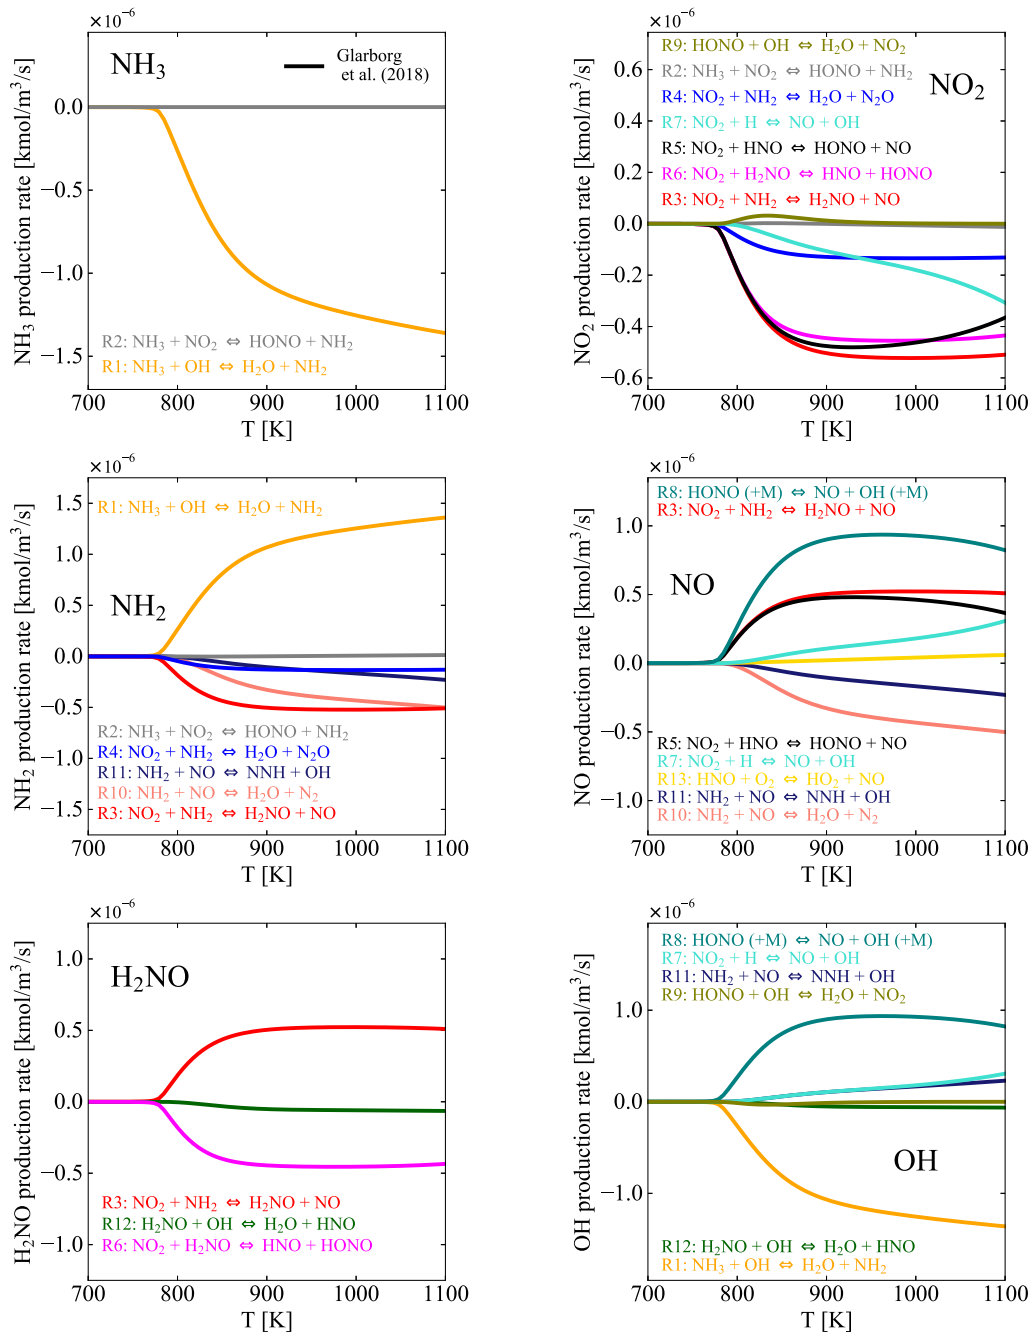 ×10⁻⁶
NH₃ production rate [kmol/m³/s]
0.0
−0.5
−1.0
−1.5
NH₃
Glarborg
et al. (2018)
R2: NH₃ + NO₂ ⇔ HONO + NH₂
R1: NH₃ + OH ⇔ H₂O + NH₂
700 800 900 1000 1100
T [K]
×10⁻⁶
NO₂ production rate [kmol/m³/s]
0.6
0.4
0.2
0.0
−0.2
−0.4
−0.6
R9: HONO + OH ⇔ H₂O + NO₂
R2: NH₃ + NO₂ ⇔ HONO + NH₂
NO₂
R4: NO₂ + NH₂ ⇔ H₂O + N₂O
R7: NO₂ + H ⇔ NO + OH
R5: NO₂ + HNO ⇔ HONO + NO
R6: NO₂ + H₂NO ⇔ HNO + HONO
R3: NO₂ + NH₂ ⇔ H₂NO + NO
700 800 900 1000 1100
T [K]
×10⁻⁶
NH₂ production rate [kmol/m³/s]
1.5
1.0
0.5
0.0
−0.5
−1.0
−1.5
R1: NH₃ + OH ⇔ H₂O + NH₂
NH₂
R2: NH₃ + NO₂ ⇔ HONO + NH₂
R4: NO₂ + NH₂ ⇔ H₂O + N₂O
R11: NH₂ + NO ⇔ NNH + OH
R10: NH₂ + NO ⇔ H₂O + N₂
R3: NO₂ + NH₂ ⇔ H₂NO + NO
700 800 900 1000 1100
T [K]
×10⁻⁶
NO production rate [kmol/m³/s]
1.0
0.5
0.0
−0.5
−1.0
R8: HONO (+M) ⇔ NO + OH (+M)
R3: NO₂ + NH₂ ⇔ H₂NO + NO
NO
R5: NO₂ + HNO ⇔ HONO + NO
R7: NO₂ + H ⇔ NO + OH
R13: HNO + O₂ ⇔ HO₂ + NO
R11: NH₂ + NO ⇔ NNH + OH
R10: NH₂ + NO ⇔ H₂O + N₂
700 800 900 1000 1100
T [K]
×10⁻⁶
H₂NO production rate [kmol/m³/s]
1.0
0.5
0.0
−0.5
−1.0
H₂NO
R3: NO₂ + NH₂ ⇔ H₂NO + NO
R12: H₂NO + OH ⇔ H₂O + HNO
R6: NO₂ + H₂NO ⇔ HNO + HONO
700 800 900 1000 1100
T [K]
×10⁻⁶
OH production rate [kmol/m³/s]
1.0
0.0
−1.0
R8: HONO (+M) ⇔ NO + OH (+M)
R7: NO₂ + H ⇔ NO + OH
R11: NH₂ + NO ⇔ NNH + OH
R9: HONO + OH ⇔ H₂O + NO₂
OH
R12: H₂NO + OH ⇔ H₂O + HNO
R1: NH₃ + OH ⇔ H₂O + NH₂
700 800 900 1000 1100
T [K]